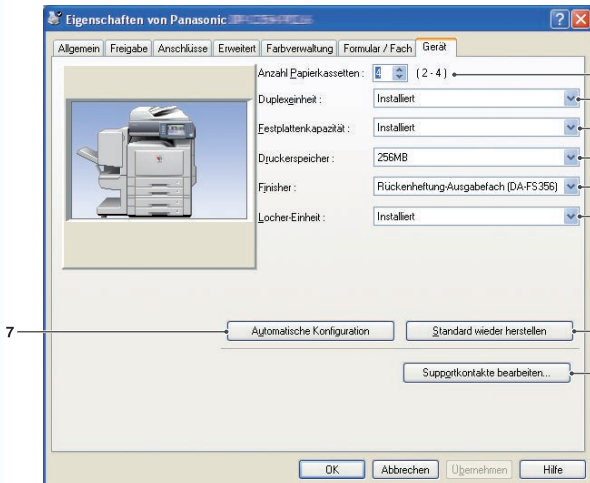 Eigenschaften von Panasonic
Allgemein Freigabe Anschlüsse Erweitert Farbverwaltung Formular / Fach Gerät
Anzahl Papierkassetten : 4 (2 - 4)
Duplexeinheit : Installiert
Festplattenkapazität : Installiert
Druckerspeicher : 256MB
Finisher : Rückenheftung-Ausgabefach (DA-FS356)
Locher-Einheit : Installiert
7
Automatische Konfiguration Standard wieder herstellen
Supportkontakte bearbeiten...
OK Abbrechen Übernehmen Hilfe